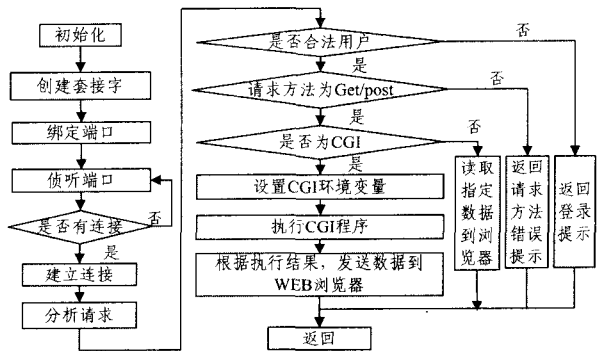 初始化
创建套接字
绑定端口
侦听端口
是否有连接
否
是
建立连接
分析请求
是否合法用户
否
是
请求方法为Get/post
否
是
是否为CGI
否
是
设置CGI环境变量
执行CGI程序
根据执行结果，发送数据到
WEB浏览器
读取
指定
数据
到浏
览器
返回
请求
方法
错误
提示
返回
登录
提示
返回